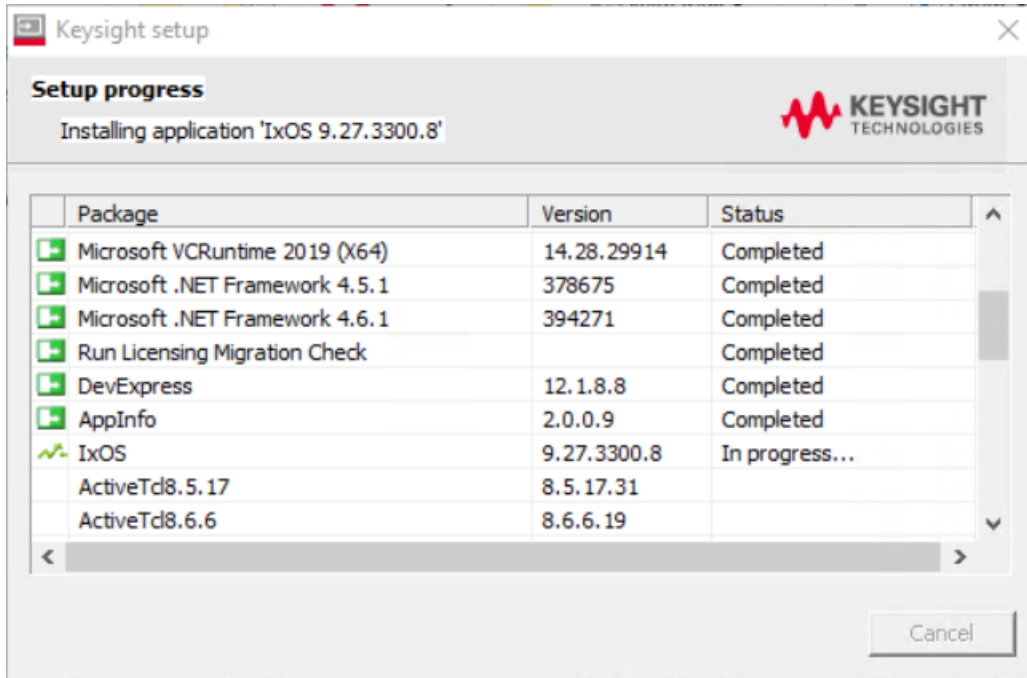 Keysight setup
Setup progress
Installing application 'IxOS 9.27.3300.8'
KEYSIGHT
TECHNOLOGIES
Package Version Status
Microsoft VCRuntime 2019 (X64) 14.28.29914 Completed
Microsoft .NET Framework 4.5.1 378675 Completed
Microsoft .NET Framework 4.6.1 394271 Completed
Run Licensing Migration Check Completed
DevExpress 12.1.8.8 Completed
AppInfo 2.0.0.9 Completed
IxOS 9.27.3300.8 In progress...
ActiveTcl8.5.17 8.5.17.31
ActiveTcl8.6.6 8.6.6.19
Cancel